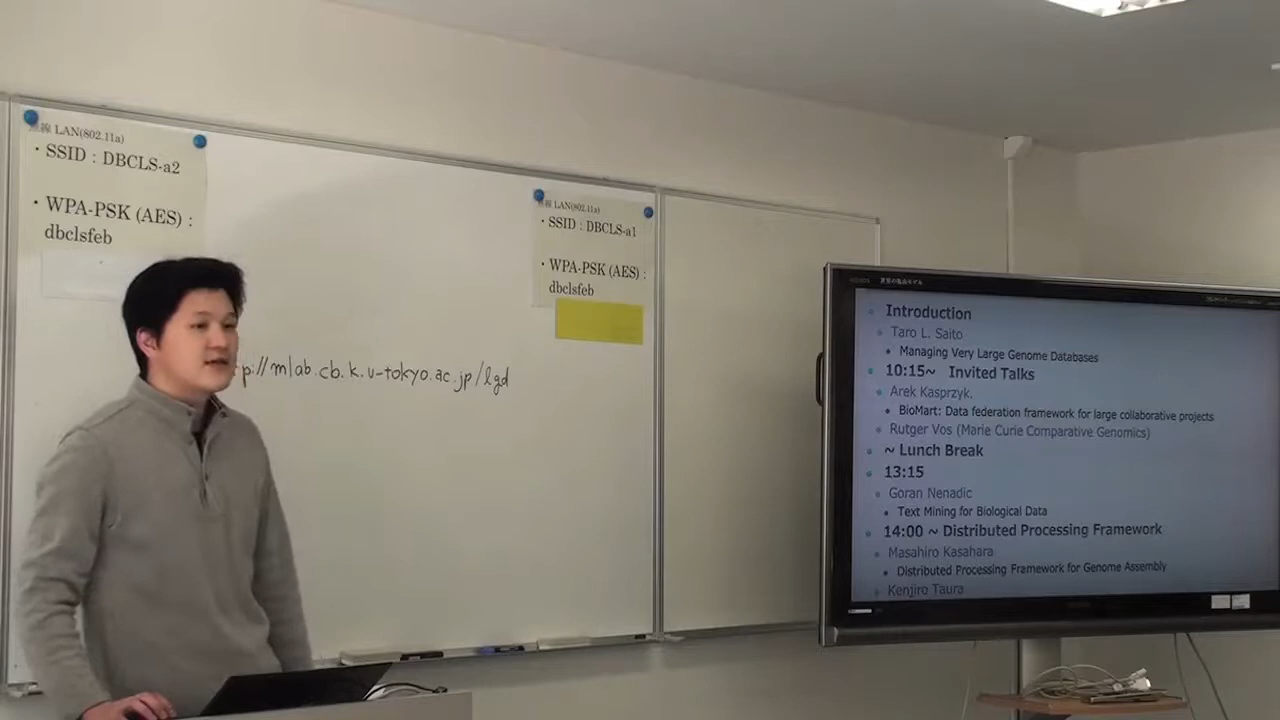 線 LAN(802.11a)
・SSID : DBCLS-a2
・WPA-PSK (AES) :
dbclsfeb
線 LAN(802.11a)
・SSID : DBCLS-a1
・WPA-PSK (AES) :
dbclsfeb
p://mlab.cb.k.u-tokyo.ac.jp/lgd
Introduction
Taro L. Saito
Managing Very Large Genome Databases
10:15~ Invited Talks
Arek Kasprzyk.
BioMart: Data federation framework for large collaborative projects
Rutger Vos (Marie Curie Comparative Genomics)
~ Lunch Break
13:15
Goran Nenadic
Text Mining for Biological Data
14:00 ~ Distributed Processing Framework
Masahiro Kasahara
Distributed Processing Framework for Genome Assembly
Kenjiro Taura